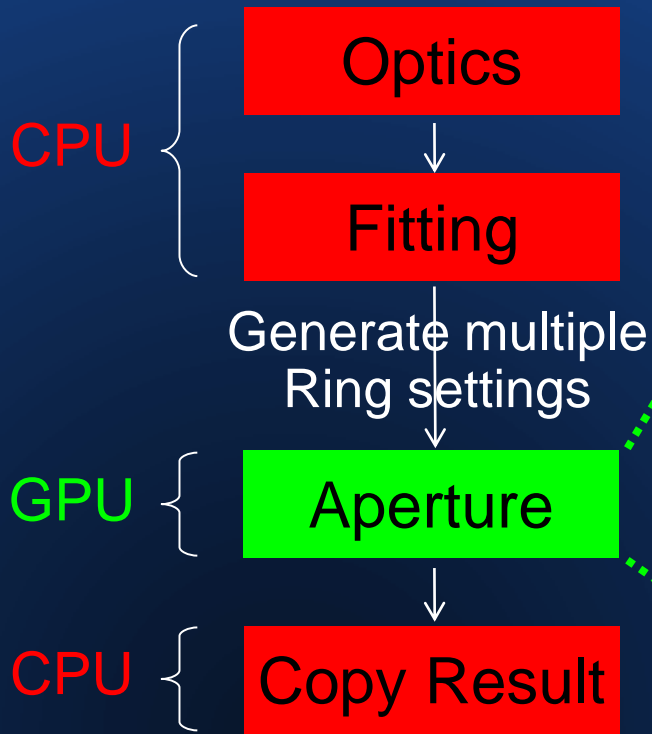 Optics
CPU
Fitting
Generate multiple
Ring settings
GPU
Aperture
CPU
Copy Result